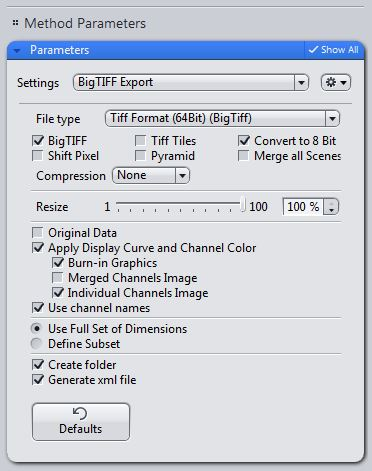 Method Parameters
Parameters Show All
Settings BigTIFF Export
File type Tiff Format (64Bit) (BigTiff)
BigTIFF Tiff Tiles Convert to 8 Bit
Shift Pixel Pyramid Merge all Scenes
Compression None
Resize 1 100 100 %
Original Data
Apply Display Curve and Channel Color
Burn-in Graphics
Merged Channels Image
Individual Channels Image
Use channel names
Use Full Set of Dimensions
Define Subset
Create folder
Generate xml file
Defaults